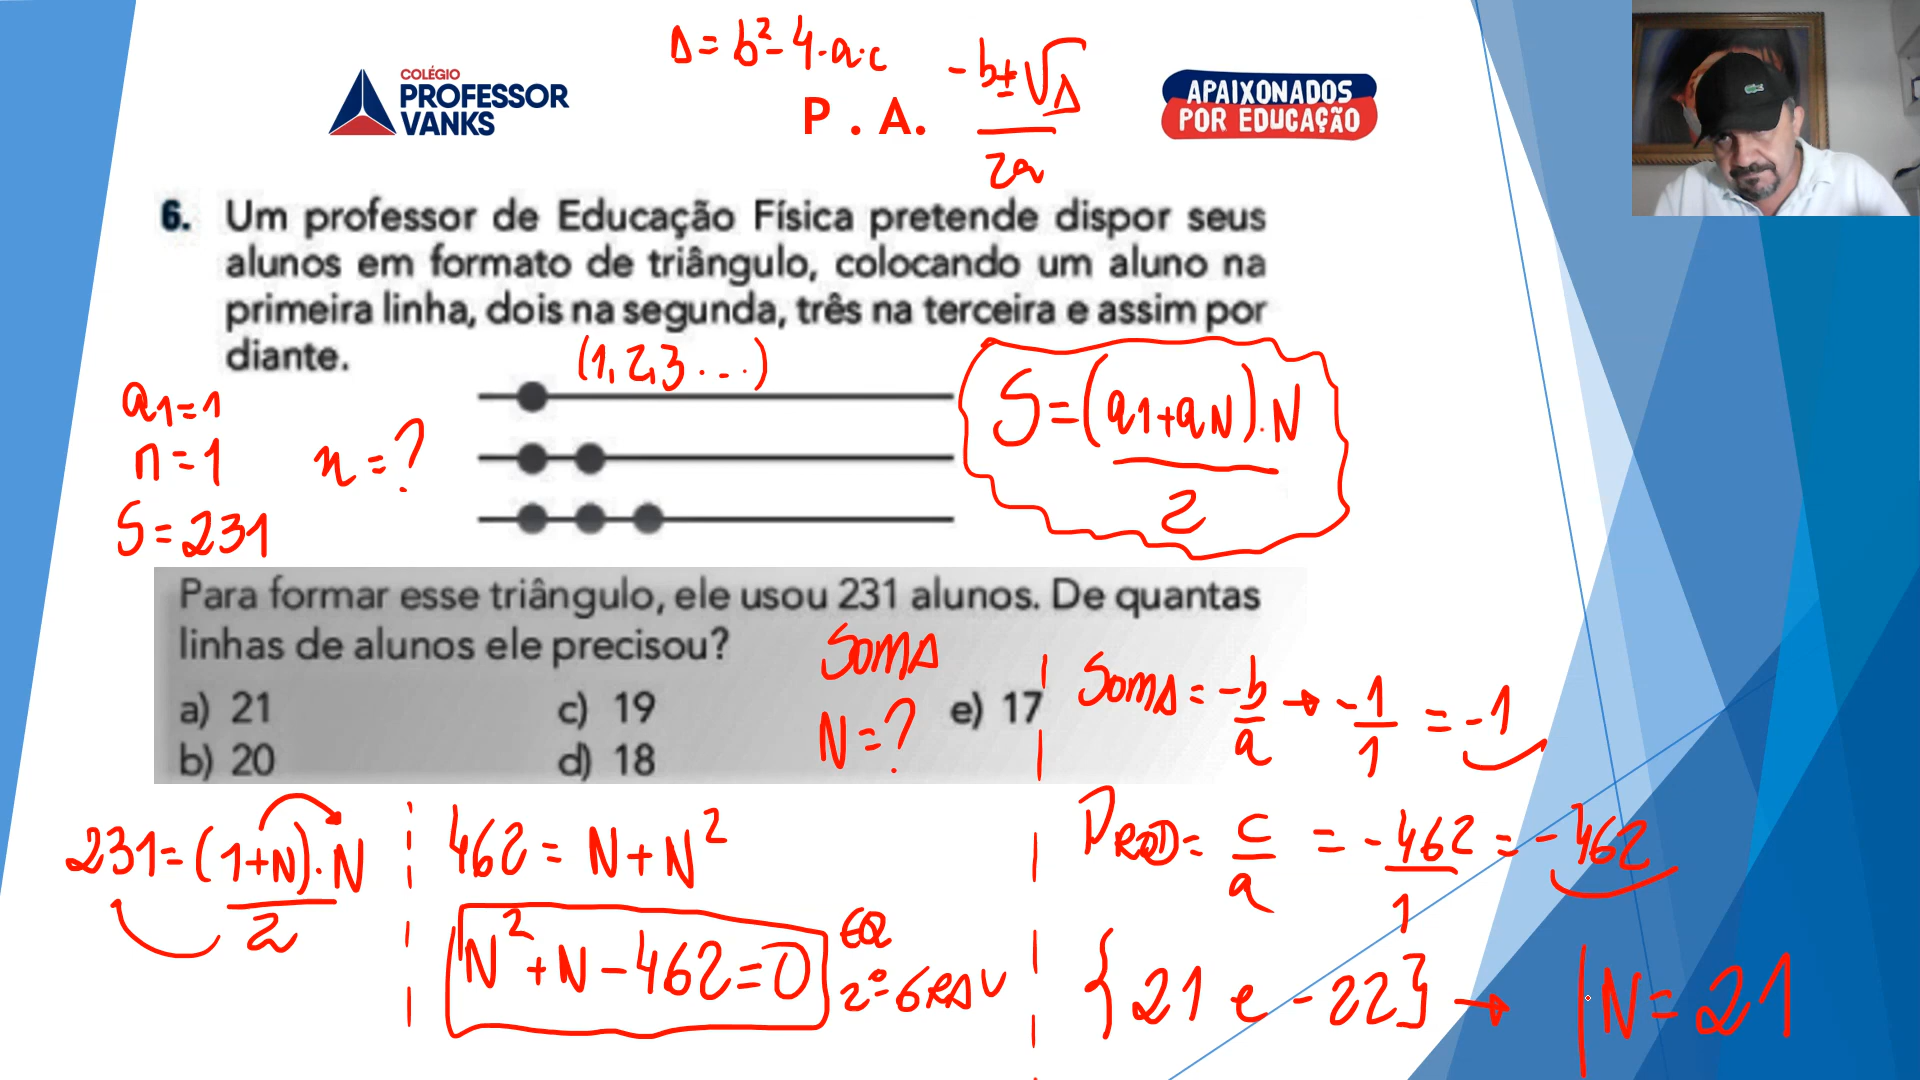 Δ = b² - 4·a·c
-b ± √Δ
2a
COLÉGIO
PROFESSOR
VANKS
P . A.
APAIXONADOS
POR EDUCAÇÃO
6. Um professor de Educação Física pretende dispor seus
alunos em formato de triângulo, colocando um aluno na
primeira linha, dois na segunda, três na terceira e assim por
diante.
(1, 2, 3 . . .)
a1 = 1
n = 1
n = ?
S = 231
S = (a1 + aN) . N
2
Para formar esse triângulo, ele usou 231 alunos. De quantas
linhas de alunos ele precisou?
SOMA
N = ?
a) 21
c) 19
e) 17
b) 20
d) 18
231 = (1+N) . N
2
462 = N + N²
N² + N - 462 = 0
EQ
2º GRAU
SOMA = -b/a → -1/1 = -1
PROD = c/a = -462/1 = -462
{21 e -22} → N = 21